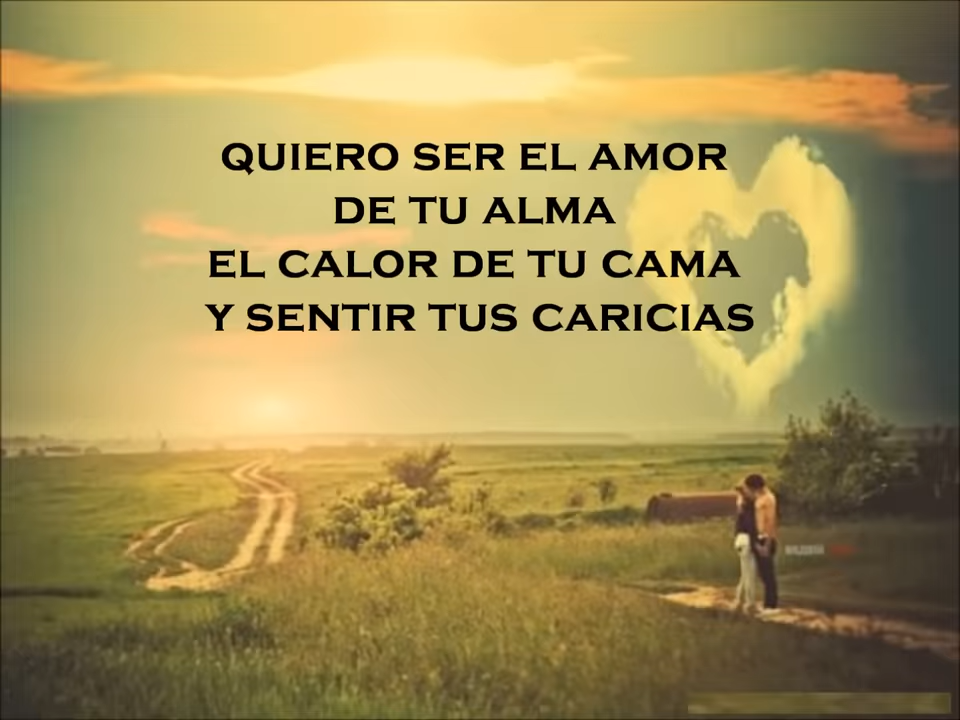 QUIERO SER EL AMOR
DE TU ALMA
EL CALOR DE TU CAMA
Y SENTIR TUS CARICIAS